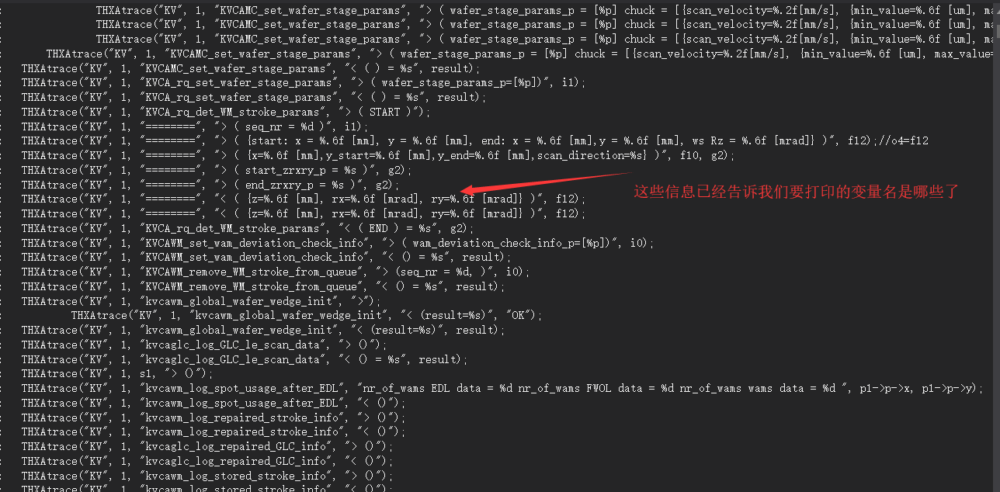 : THXAtrace("KV", 1, "KVCAMC_set_wafer_stage_params", "> ( wafer_stage_params_p = [%p] chuck = [{scan_velocity=%.2f[mm/s], {min_value=%.6f [um], ma
: THXAtrace("KV", 1, "KVCAMC_set_wafer_stage_params", "> ( wafer_stage_params_p = [%p] chuck = [{scan_velocity=%.2f[mm/s], {min_value=%.6f [um], ma
: THXAtrace("KV", 1, "KVCAMC_set_wafer_stage_params", "> ( wafer_stage_params_p = [%p] chuck = [{scan_velocity=%.2f[mm/s], {min_value=%.6f [um], ma
: THXAtrace("KV", 1, "KVCAMC_set_wafer_stage_params", "> ( wafer_stage_params_p = [%p] chuck = [{scan_velocity=%.2f[mm/s], {min_value=%.6f [um], max_value=
: THXAtrace("KV", 1, "KVCAMC_set_wafer_stage_params", "< ( ) = %s", result);
: THXAtrace("KV", 1, "KVCA_rq_set_wafer_stage_params", "> ( wafer_stage_params_p=[%p])", i1);
: THXAtrace("KV", 1, "KVCA_rq_set_wafer_stage_params", "< ( ) = %s", result);
: THXAtrace("KV", 1, "KVCA_rq_det_WM_stroke_params", "> ( START )");
: THXAtrace("KV", 1, "========", "> ( seq_nr = %d )", i1);
: THXAtrace("KV", 1, "========", "> ( {start: x = %.6f [mm], y = %.6f [mm], end: x = %.6f [mm],y = %.6f [mm], ws Rz = %.6f [mrad]} )", f12);//o4=f12
: THXAtrace("KV", 1, "========", "> ( {x=%.6f [mm],y_start=%.6f [mm],y_end=%.6f [mm],scan_direction=%s} )", f10, g2);
: THXAtrace("KV", 1, "========", "> ( start_zrxry_p = %s )", g2);
: THXAtrace("KV", 1, "========", "> ( end_zrxry_p = %s )", g2);
: THXAtrace("KV", 1, "========", "< ( {z=%.6f [mm], rx=%.6f [mrad], ry=%.6f [mrad]} )", f12);
这些信息已经告诉我们要打印的变量名是哪些了
: THXAtrace("KV", 1, "========", "< ( {z=%.6f [mm], rx=%.6f [mrad], ry=%.6f [mrad]} )", f12);
: THXAtrace("KV", 1, "KVCA_rq_det_WM_stroke_params", "< ( END ) = %s", g2);
: THXAtrace("KV", 1, "KVCAWM_set_wam_deviation_check_info", "> ( wam_deviation_check_info_p=[%p])", i0);
: THXAtrace("KV", 1, "KVCAWM_set_wam_deviation_check_info", "< () = %s", result);
: THXAtrace("KV", 1, "KVCAWM_remove_WM_stroke_from_queue", "> (seq_nr = %d, )", i0);
: THXAtrace("KV", 1, "KVCAWM_remove_WM_stroke_from_queue", "< () = %s", result);
: THXAtrace("KV", 1, "kvcawm_global_wafer_wedge_init", ">");
: THXAtrace("KV", 1, "kvcawm_global_wafer_wedge_init", "< (result=%s)", "OK");
: THXAtrace("KV", 1, "kvcawm_global_wafer_wedge_init", "< (result=%s)", result);
: THXAtrace("KV", 1, "kvcaglc_log_GLC_le_scan_data", "> ()");
: THXAtrace("KV", 1, "kvcaglc_log_GLC_le_scan_data", "< () = %s", result);
: THXAtrace("KV", 1, s1, "> ()");
: THXAtrace("KV", 1, "kvcawm_log_spot_usage_after_EDL", "nr_of_wams EDL data = %d nr_of_wams FWOL data = %d nr_of_wams wams data = %d ", p1->p->x, p1->p->y);
: THXAtrace("KV", 1, "kvcawm_log_spot_usage_after_EDL", "< ()");
: THXAtrace("KV", 1, "kvcawm_log_repaired_stroke_info", "> ()");
: THXAtrace("KV", 1, "kvcawm_log_repaired_stroke_info", "< ()");
: THXAtrace("KV", 1, "kvcaglc_log_repaired_GLC_info", "> ()");
: THXAtrace("KV", 1, "kvcaglc_log_repaired_GLC_info", "< ()");
: THXAtrace("KV", 1, "kvcawm_log_stored_stroke_info", "> ()");
: THXAtrace("KV", 1, "kvcawm_log_stored_stroke_info", "< ()");